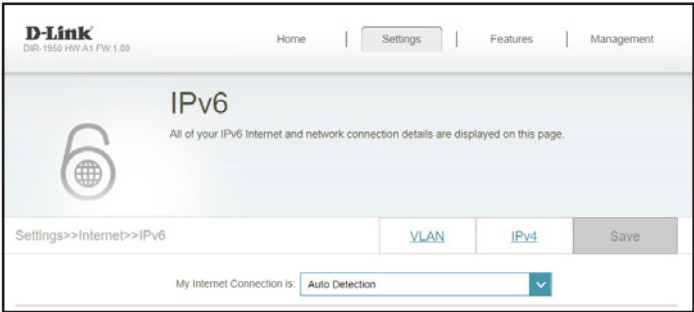 D-Link
DIR-1950 HW:A1 FW:1.00
Home | Settings | Features | Management
IPv6
All of your IPv6 Internet and network connection details are displayed on this page.
Settings>>Internet>>IPv6 VLAN IPv4 Save
My Internet Connection is: Auto Detection